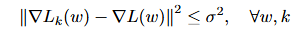 ‖∇L_k(w) − ∇L(w)‖² ≤ σ², ∀w, k